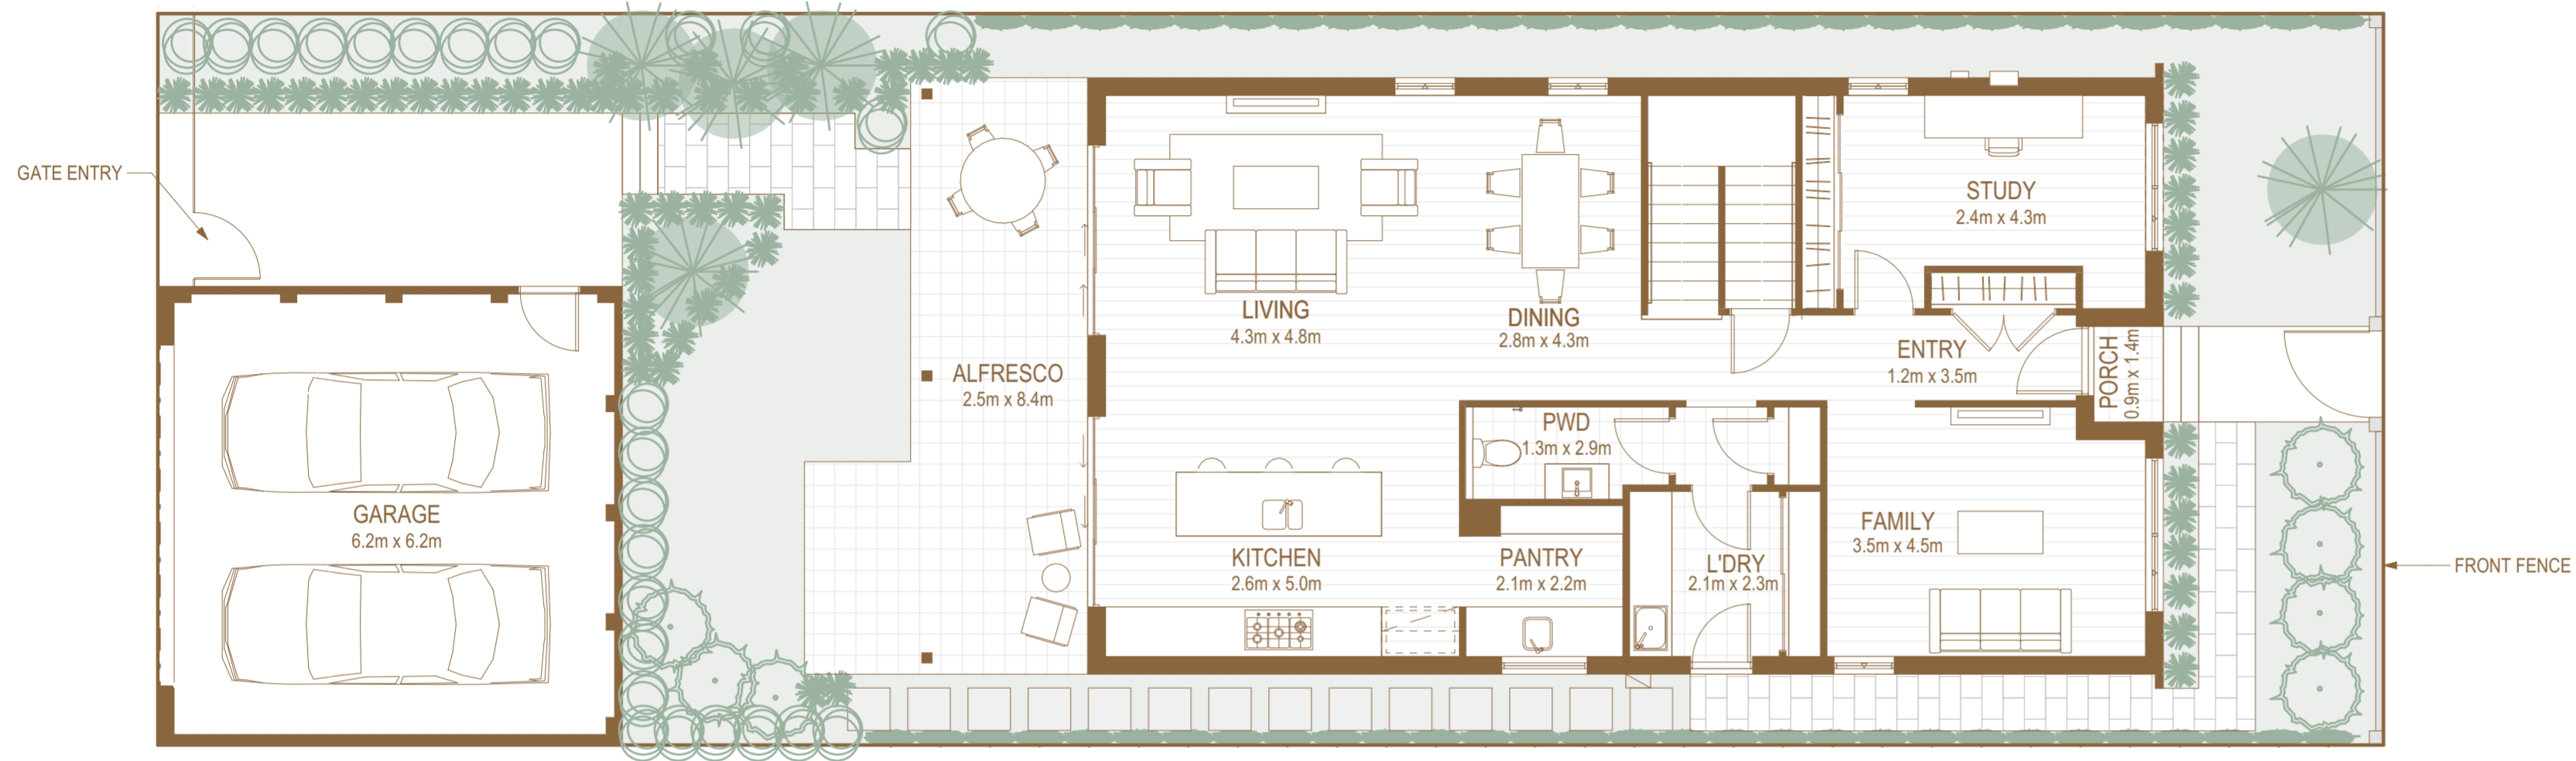 GATE ENTRY
GARAGE
6.2m x 6.2m
ALFRESCO
2.5m x 8.4m
LIVING
4.3m x 4.8m
DINING
2.8m x 4.3m
KITCHEN
2.6m x 5.0m
PWD
1.3m x 2.9m
PANTRY
2.1m x 2.2m
L'DRY
2.1m x 2.3m
STUDY
2.4m x 4.3m
ENTRY
1.2m x 3.5m
PORCH
0.9m x 1.4m
FAMILY
3.5m x 4.5m
FRONT FENCE